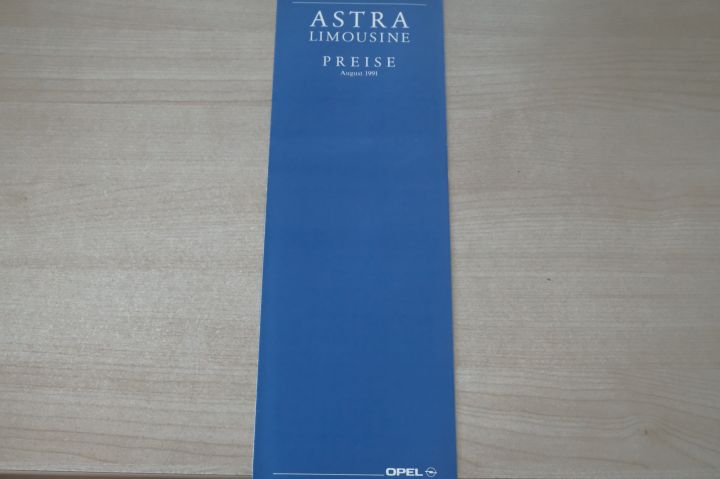 ASTRA
LIMOUSINE
PREISE
August 1991
OPEL